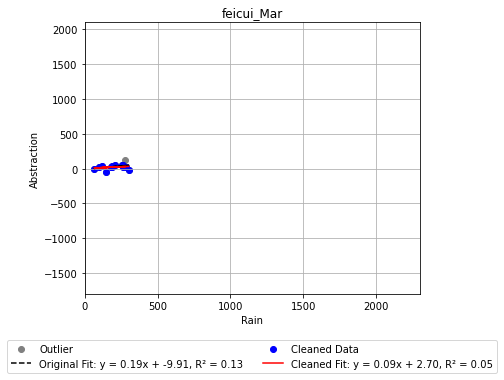 feicui_Mar
2000
1500
1000
500
0
−500
−1000
−1500
Abstraction
0 500 1000 1500 2000
Rain
Outlier Cleaned Data
Original Fit: y = 0.19x + -9.91, R² = 0.13 Cleaned Fit: y = 0.09x + 2.70, R² = 0.05